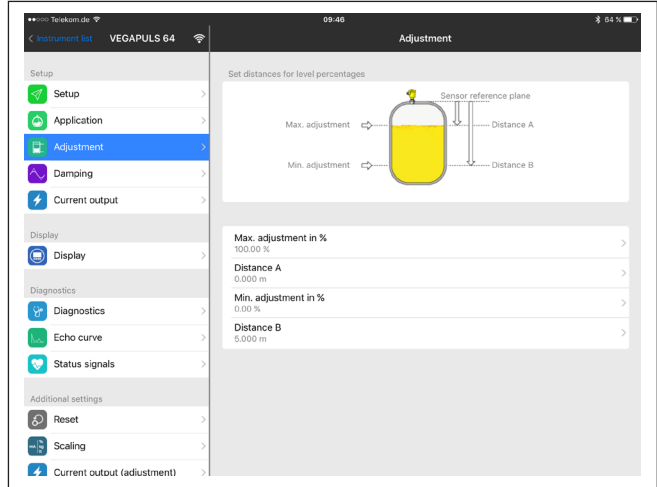 Telekom.de
09:46
64 %
Instrument list
VEGAPULS 64
Adjustment
Setup
Setup
Application
Adjustment
Damping
Current output
Display
Display
Diagnostics
Diagnostics
Echo curve
Status signals
Additional settings
Reset
Scaling
Current output (adjustment)
Set distances for level percentages
Sensor reference plane
Max. adjustment
Distance A
Min. adjustment
Distance B
Max. adjustment in %
100.00 %
Distance A
0.000 m
Min. adjustment in %
0.00 %
Distance B
5.000 m